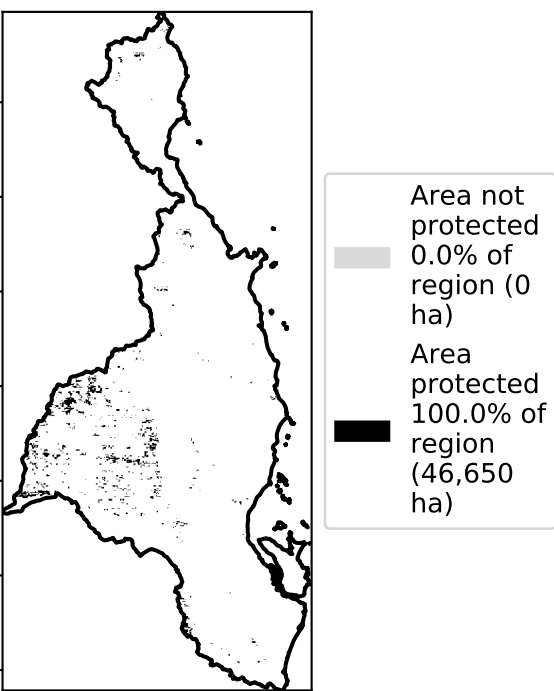 Area not
protected
0.0% of
region (0
ha)
Area
protected
100.0% of
region
(46,650
ha)